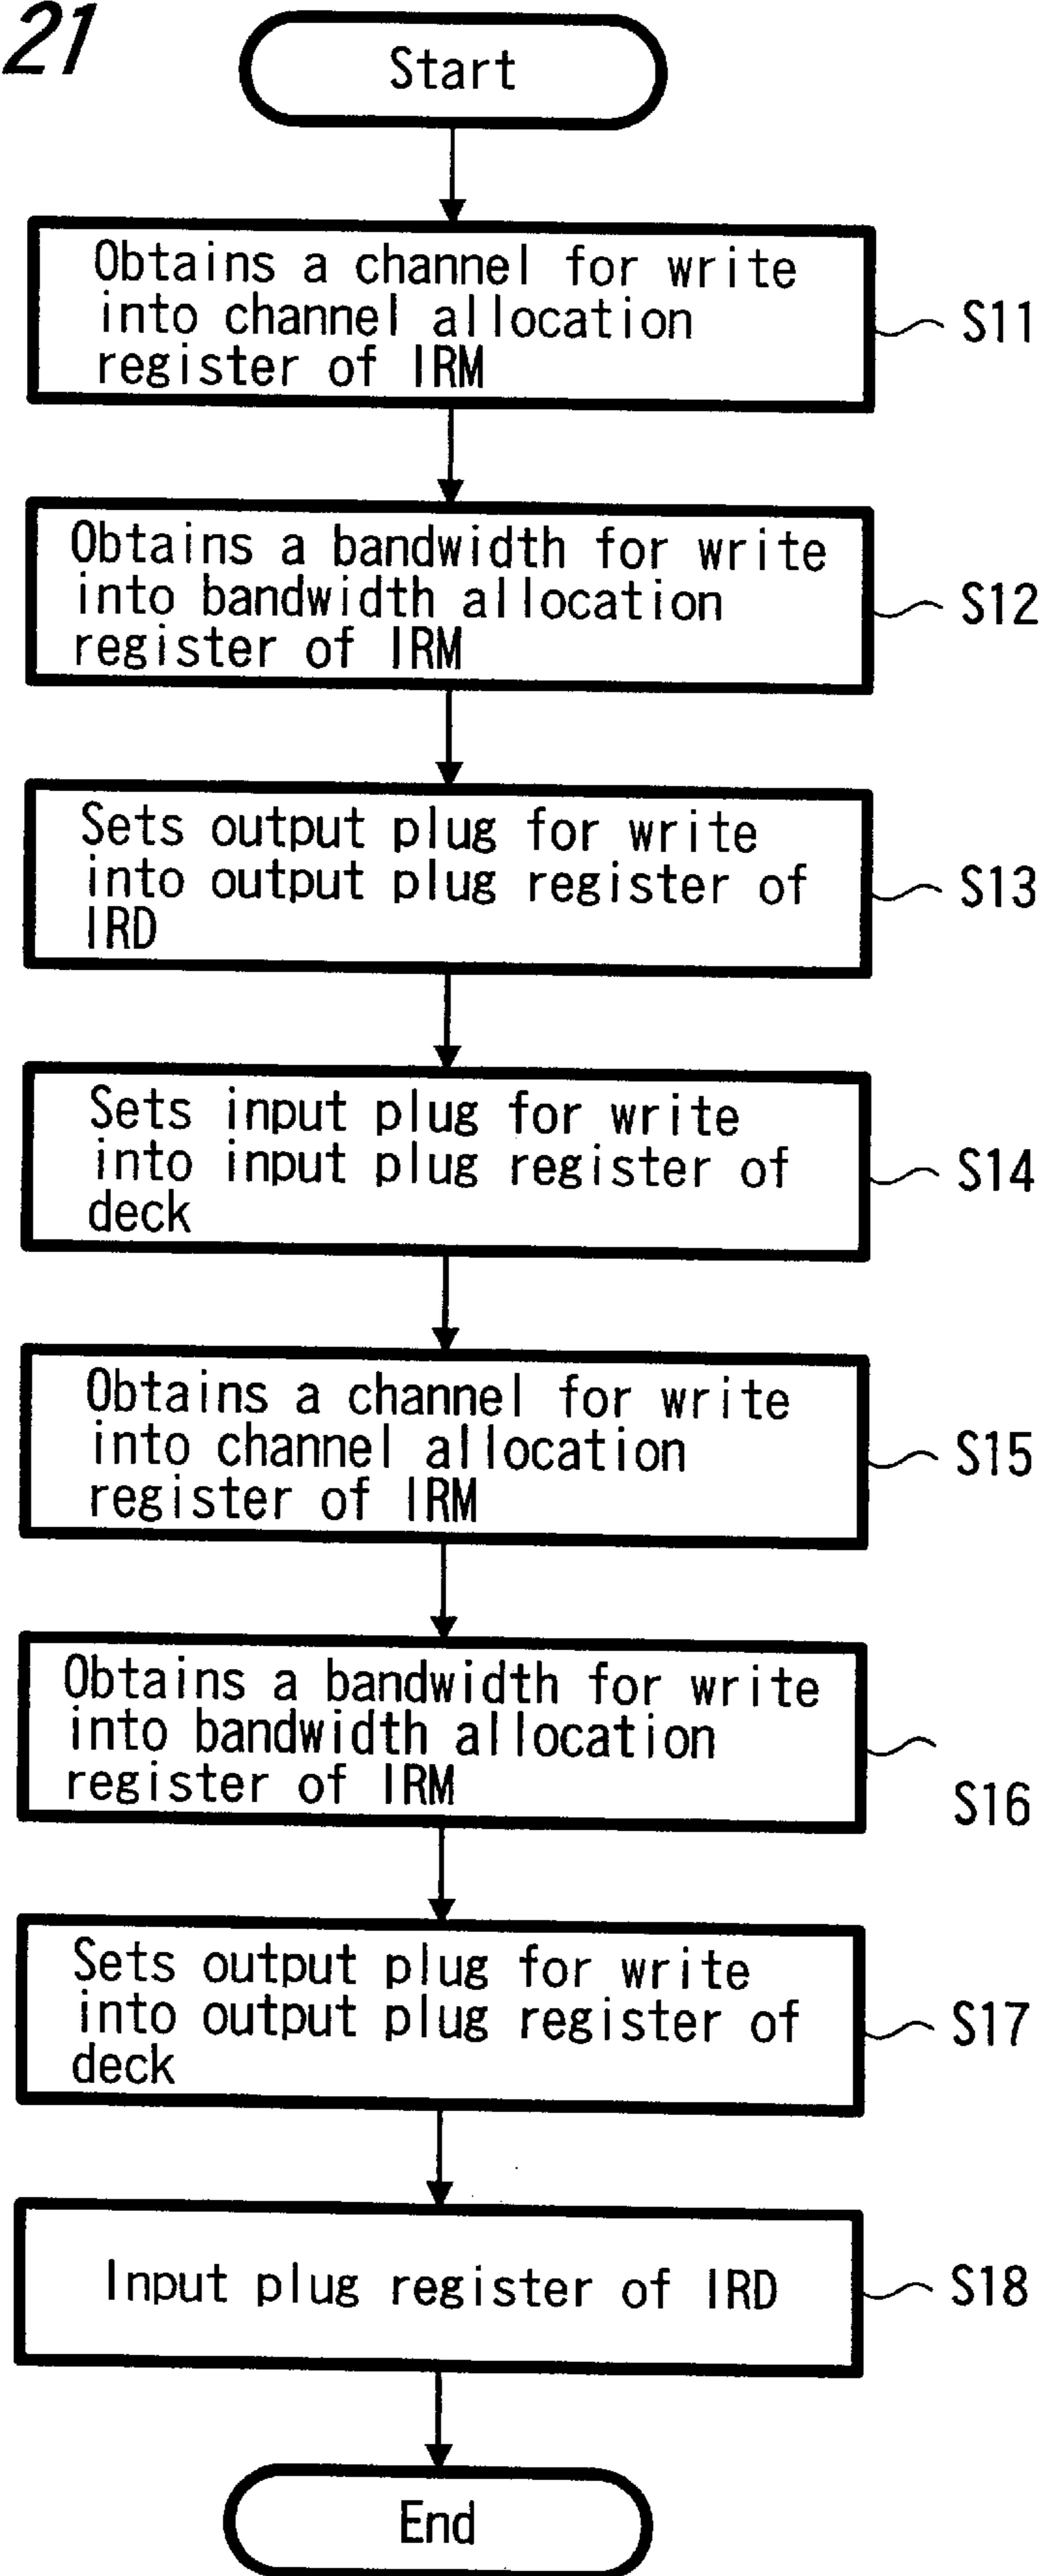 21
Start
Obtains a channel for write
into channel allocation
register of IRM
S11
Obtains a bandwidth for write
into bandwidth allocation
register of IRM
S12
Sets output plug for write
into output plug register of
IRD
S13
Sets input plug for write
into input plug register of
deck
S14
Obtains a channel for write
into channel allocation
register of IRM
S15
Obtains a bandwidth for write
into bandwidth allocation
register of IRM
S16
Sets output plug for write
into output plug register of
deck
S17
Input plug register of IRD
S18
End